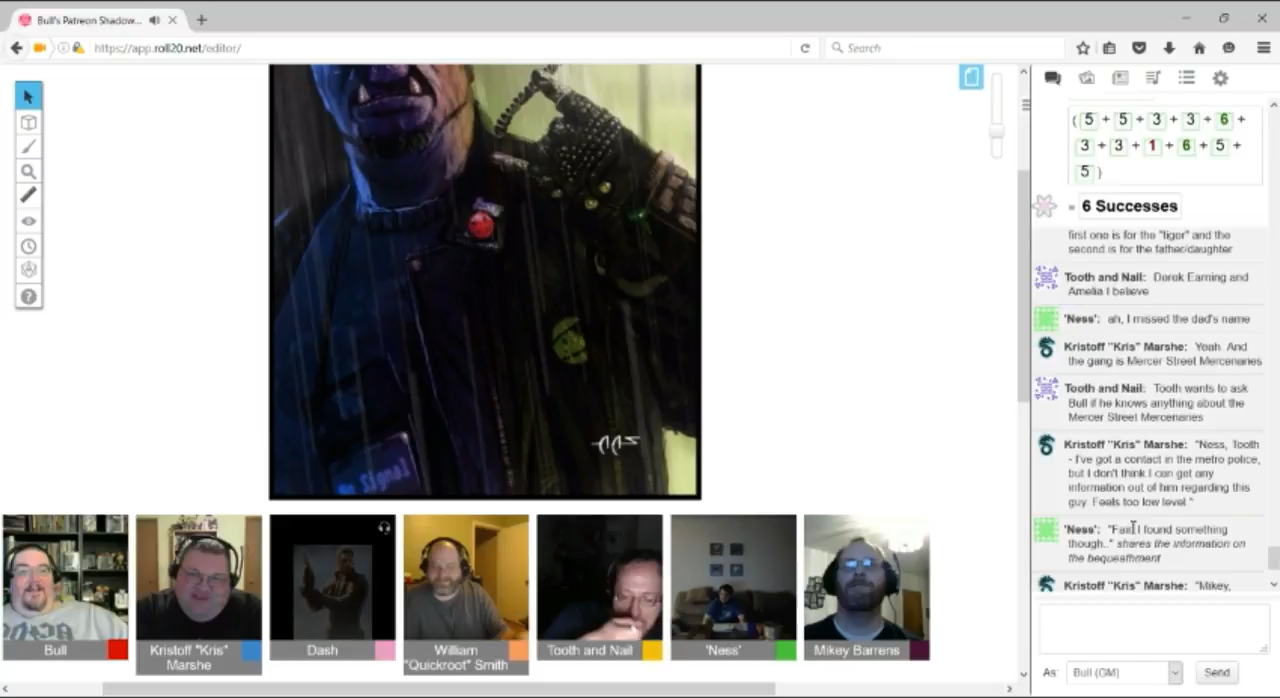 Bull's Patreon Shadow...
https://app.roll20.net/editor/
Search
( 5 + 5 + 3 + 3 + 6 +
3 + 3 + 1 + 6 + 5 +
5 )
= 6 Successes
first one is for the "tiger" and the
second is for the father/daughter
Tooth and Nail: Derek Earning and
Amelia I believe
'Ness': ah, I missed the dad's name
Kristoff "Kris" Marshe: Yeah. And
the gang is Mercer Street Mercenaries
Tooth and Nail: Tooth wants to ask
Bull if he knows anything about the
Mercer Street Mercenaries
Kristoff "Kris" Marshe: "Ness, Tooth
- I've got a contact in the metro police,
but I don't think I can get any
information out of him regarding this
guy. Feels too low level."
'Ness': "Fair, I found something
though.." shares the information on
the bequeathment
Kristoff "Kris" Marshe: "Mikey,
Bull
Kristoff "Kris"
Marshe
Dash
William
"Quickroot" Smith
Tooth and Nail
'Ness'
Mikey Barrens
As: Bull (GM)
Send